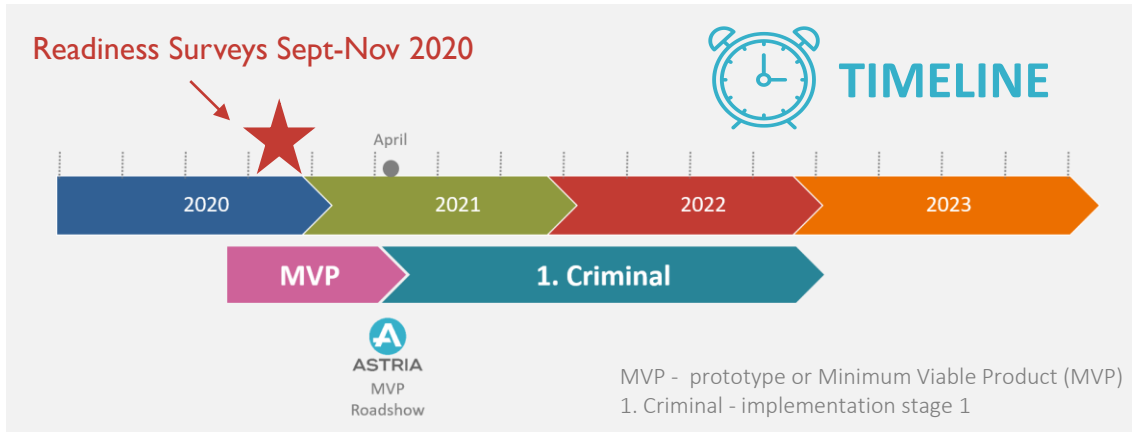 Readiness Surveys Sept-Nov 2020
TIMELINE
April
2020
2021
2022
2023
MVP
1. Criminal
ASTRIA
MVP
Roadshow
MVP - prototype or Minimum Viable Product (MVP)
1. Criminal - implementation stage 1